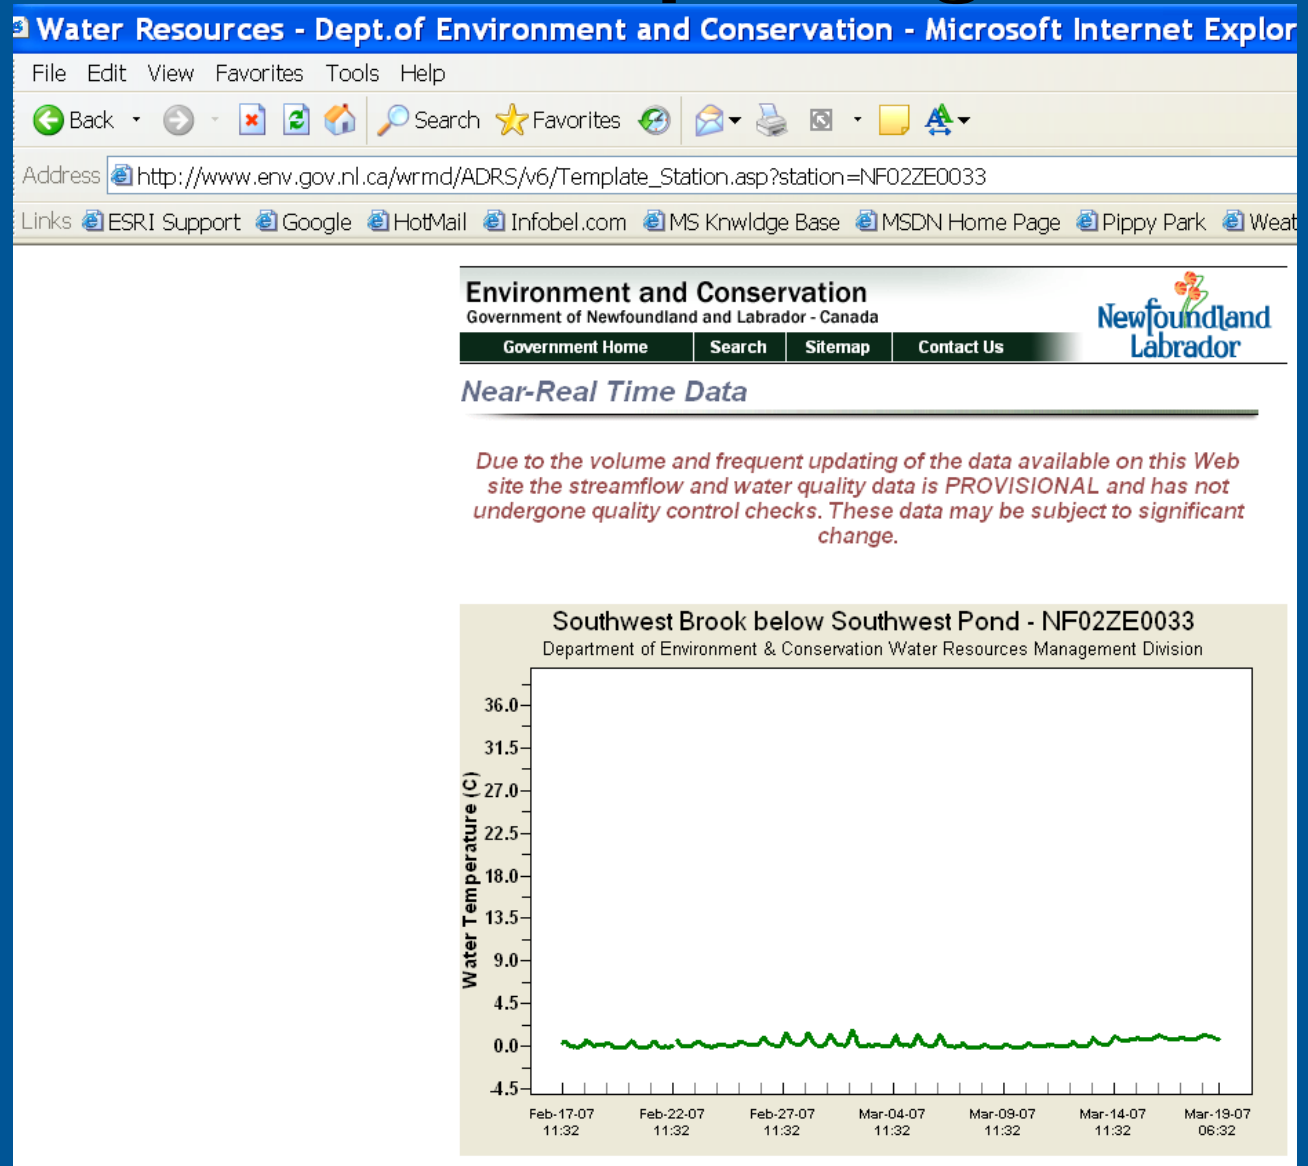 Water Resources - Dept.of Environment and Conservation - Microsoft Internet Explor
File Edit View Favorites Tools Help
Back Search Favorites
Address http://www.env.gov.nl.ca/wrmd/ADRS/v6/Template_Station.asp?station=NF02ZE0033
Links ESRI Support Google HotMail Infobel.com MS Knwldge Base MSDN Home Page Pippy Park Weat
Environment and Conservation
Government of Newfoundland and Labrador - Canada
Newfoundland
Labrador
Government Home Search Sitemap Contact Us
Near-Real Time Data
Due to the volume and frequent updating of the data available on this Web
site the streamflow and water quality data is PROVISIONAL and has not
undergone quality control checks. These data may be subject to significant
change.
Southwest Brook below Southwest Pond - NF02ZE0033
Department of Environment & Conservation Water Resources Management Division
Water Temperature (C)
36.0
31.5
27.0
22.5
18.0
13.5
9.0
4.5
0.0
-4.5
Feb-17-07 Feb-22-07 Feb-27-07 Mar-04-07 Mar-09-07 Mar-14-07 Mar-19-07
11:32 11:32 11:32 11:32 11:32 11:32 06:32